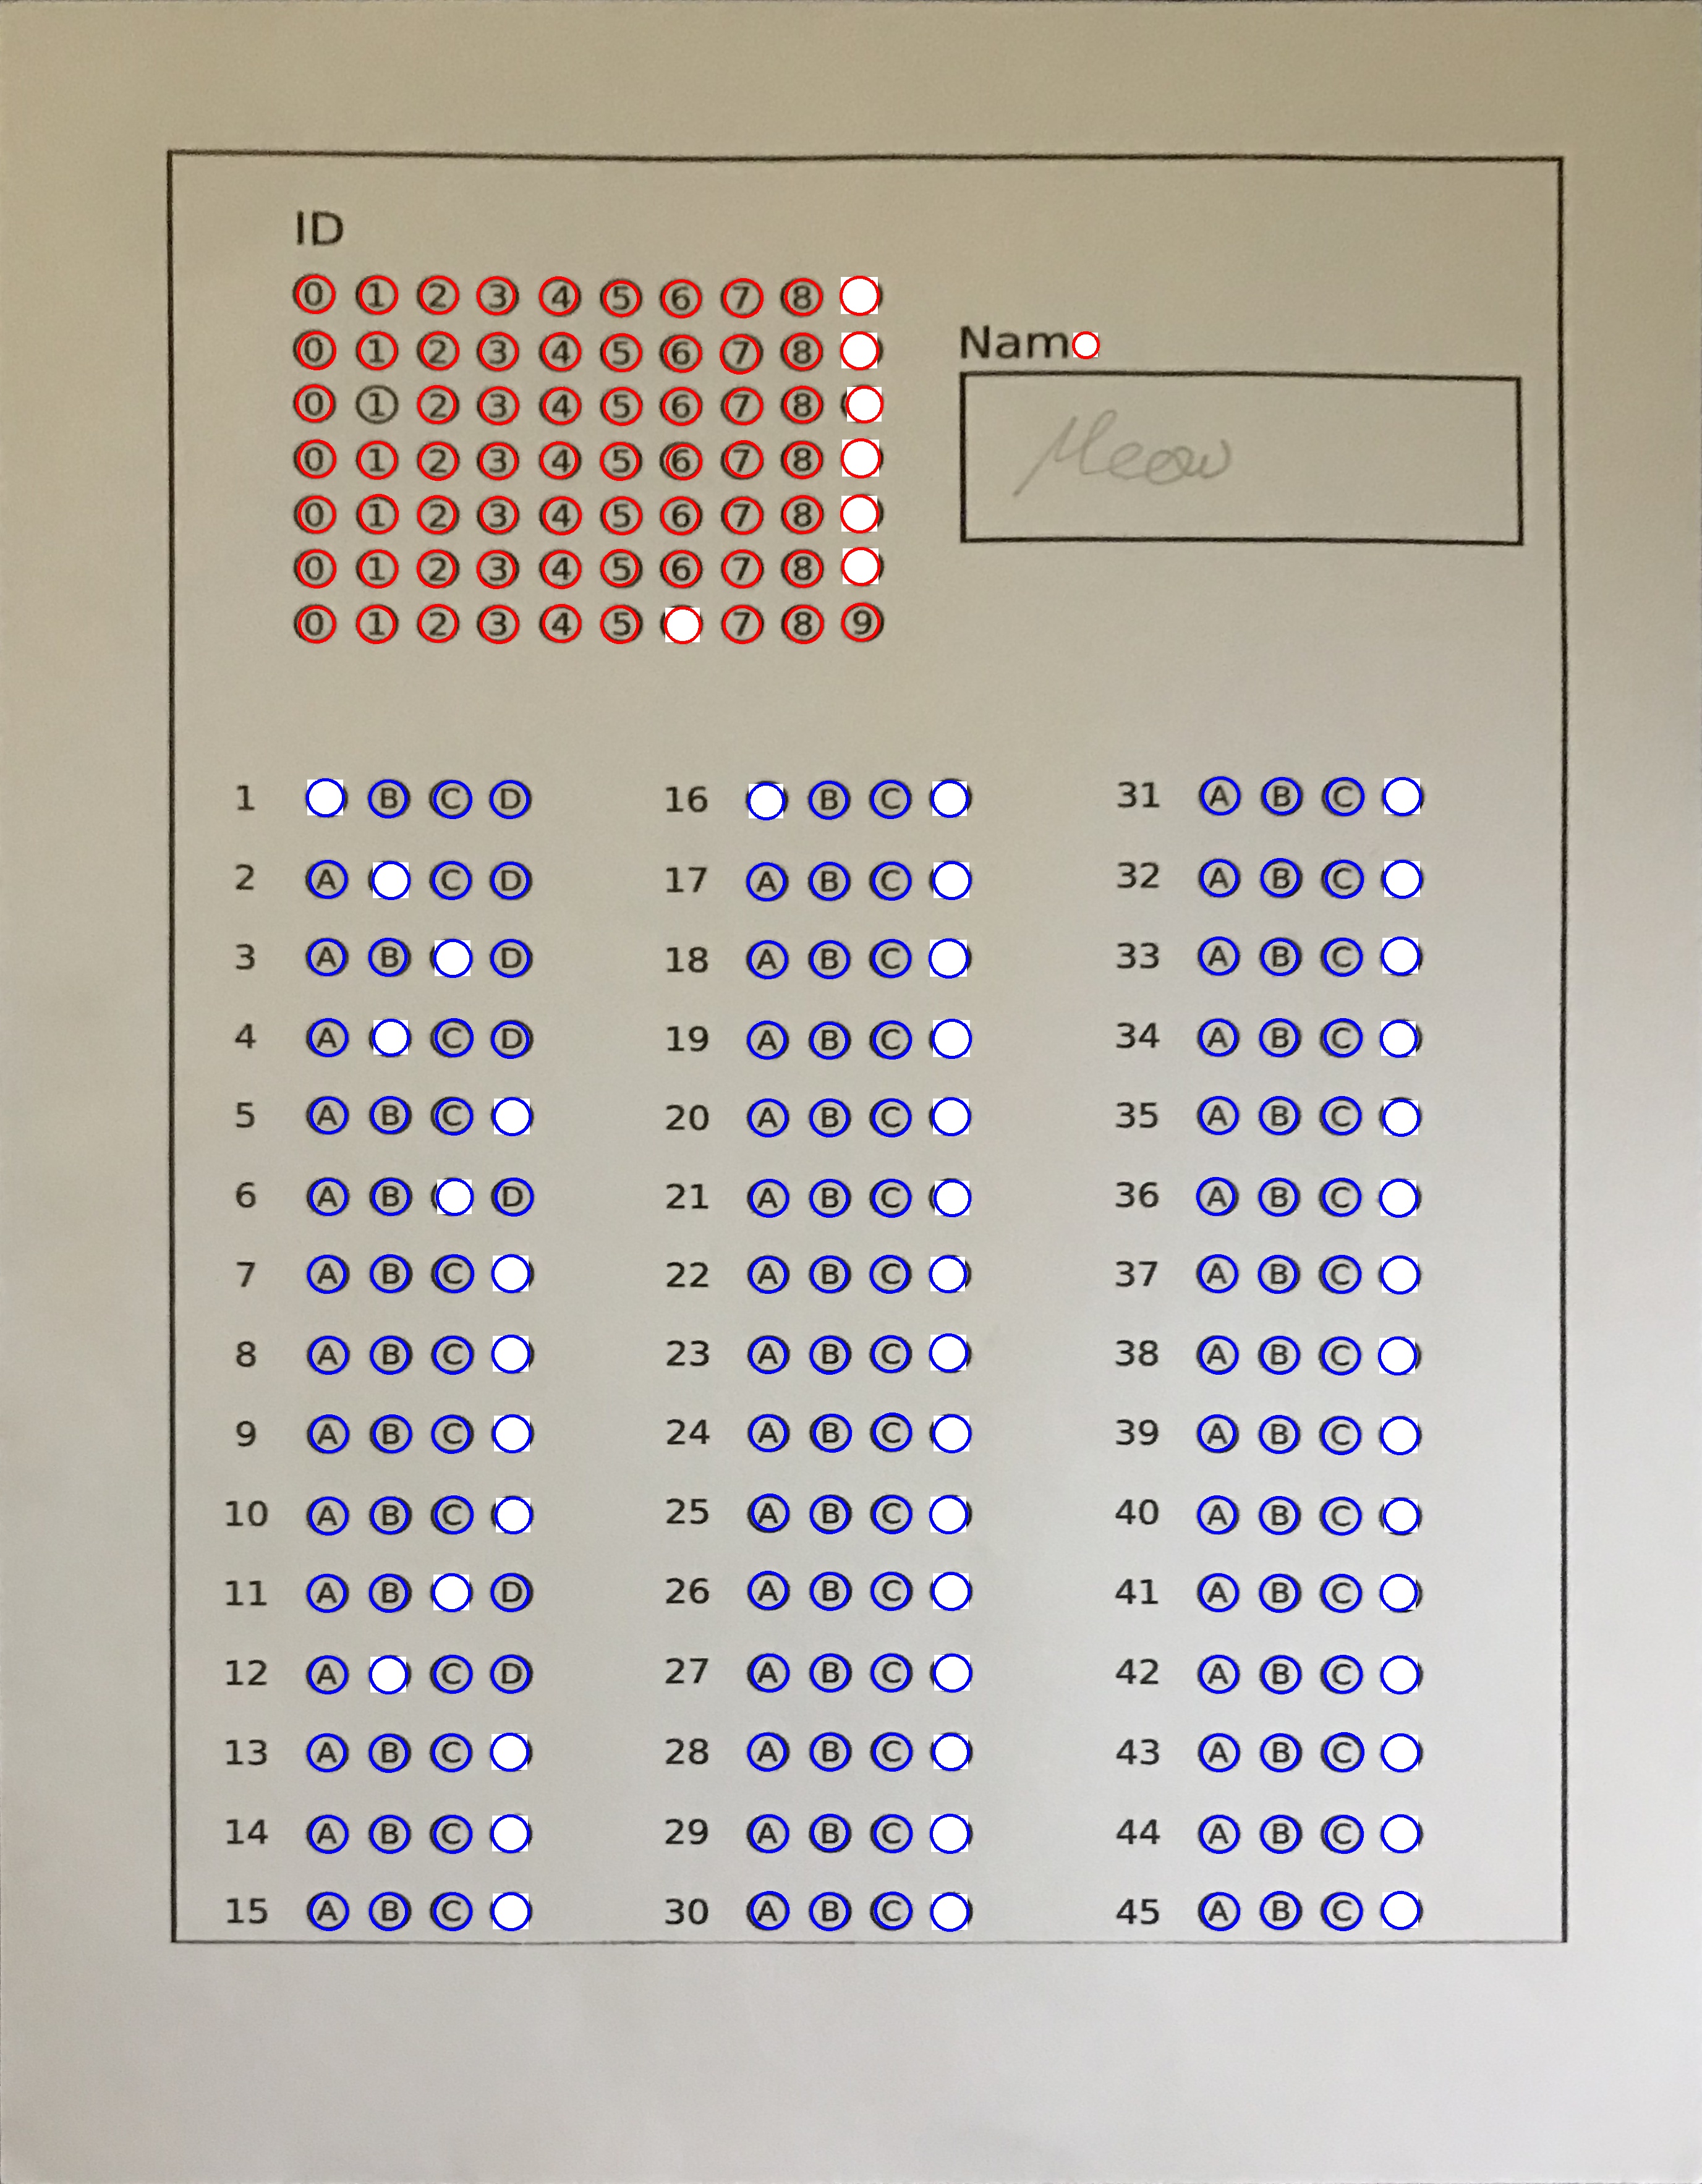 ID
0 1 2 3 4 5 6 7 8
0 1 2 3 4 5 6 7 8
0 1 2 3 4 5 6 7 8
0 1 2 3 4 5 6 7 8
0 1 2 3 4 5 6 7 8
0 1 2 3 4 5 6 7 8
0 1 2 3 4 5 7 8 9
Nam
Meow
1 B C D
2 A C D
3 A B D
4 A C D
5 A B C
6 A B D
7 A B C
8 A B C
9 A B C
10 A B C
11 A B D
12 A C D
13 A B C
14 A B C
15 A B C
16 B C
17 A B C
18 A B C
19 A B C
20 A B C
21 A B C
22 A B C
23 A B C
24 A B C
25 A B C
26 A B C
27 A B C
28 A B C
29 A B C
30 A B C
31 A B C
32 A B C
33 A B C
34 A B C
35 A B C
36 A B C
37 A B C
38 A B C
39 A B C
40 A B C
41 A B C
42 A B C
43 A B C
44 A B C
45 A B C